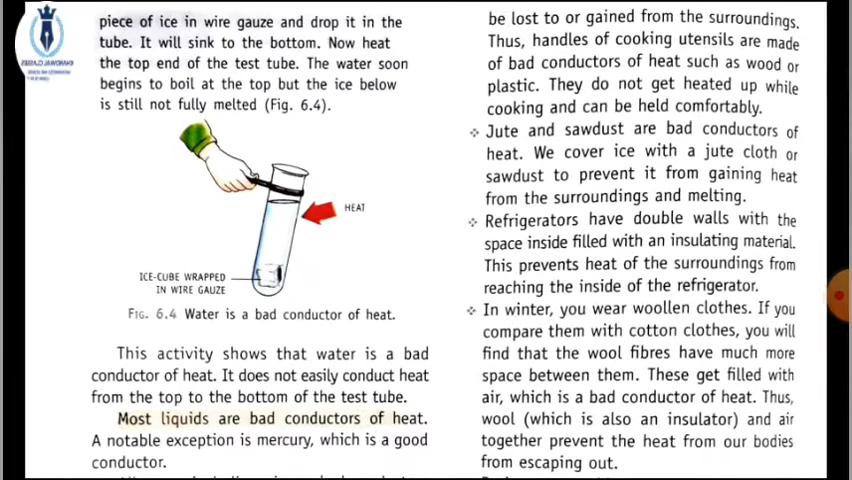 piece of ice in wire gauze and drop it in the
tube. It will sink to the bottom. Now heat
the top end of the test tube. The water soon
begins to boil at the top but the ice below
is still not fully melted (Fig. 6.4).
HEAT
ICE-CUBE WRAPPED
IN WIRE GAUZE
FIG. 6.4 Water is a bad conductor of heat.
This activity shows that water is a bad
conductor of heat. It does not easily conduct heat
from the top to the bottom of the test tube.
Most liquids are bad conductors of heat.
A notable exception is mercury, which is a good
conductor.
be lost to or gained from the surroundings.
Thus, handles of cooking utensils are made
of bad conductors of heat such as wood or
plastic. They do not get heated up while
cooking and can be held comfortably.
❖ Jute and sawdust are bad conductors of
heat. We cover ice with a jute cloth or
sawdust to prevent it from gaining heat
from the surroundings and melting.
❖ Refrigerators have double walls with the
space inside filled with an insulating material.
This prevents heat of the surroundings from
reaching the inside of the refrigerator.
❖ In winter, you wear woollen clothes. If you
compare them with cotton clothes, you will
find that the wool fibres have much more
space between them. These get filled with
air, which is a bad conductor of heat. Thus,
wool (which is also an insulator) and air
together prevent the heat from our bodies
from escaping out.